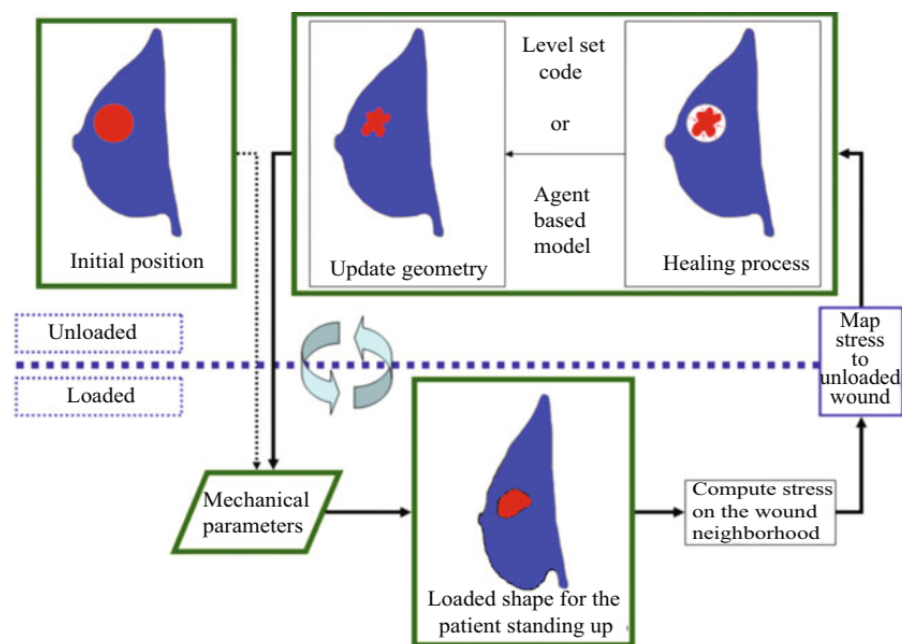 Initial position
Update geometry
Level set
code
or
Agent
based
model
Healing process
Unloaded
Loaded
Map
stress
to
unloaded
wound
Mechanical
parameters
Loaded shape for the
patient standing up
Compute stress
on the wound
neighborhood